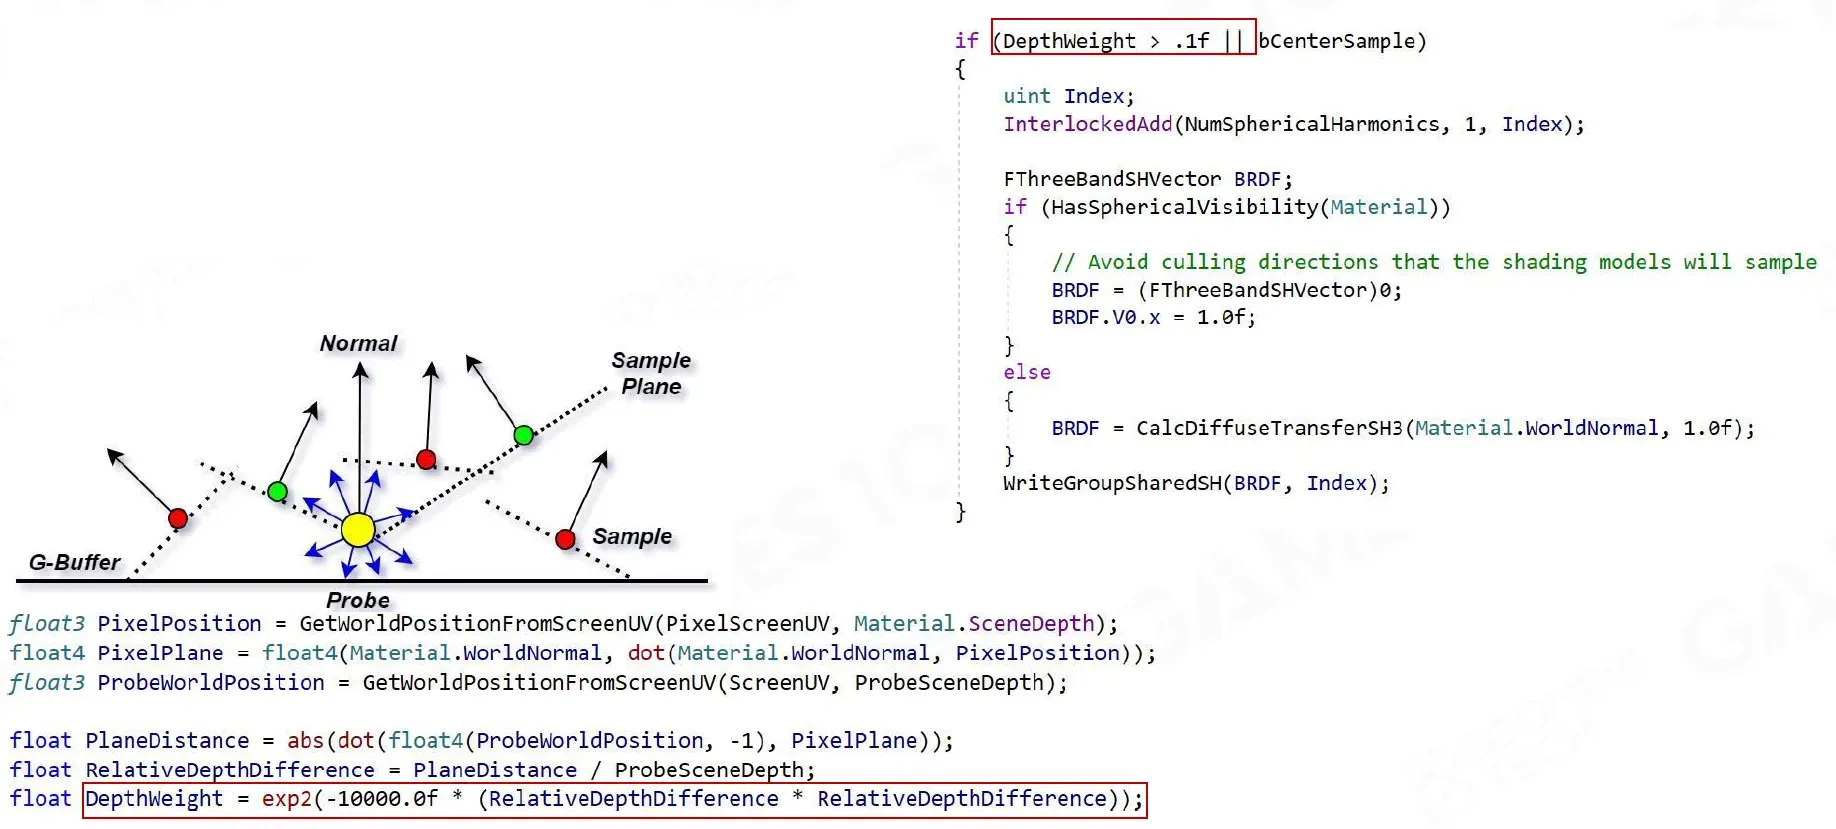 if (DepthWeight > .1f || bCenterSample)
{
uint Index;
InterlockedAdd(NumSphericalHarmonics, 1, Index);
FThreeBandSHVector BRDF;
if (HasSphericalVisibility(Material))
{
// Avoid culling directions that the shading models will sample
BRDF = (FThreeBandSHVector)0;
BRDF.V0.x = 1.0f;
}
else
{
BRDF = CalcDiffuseTransferSH3(Material.WorldNormal, 1.0f);
}
WriteGroupSharedSH(BRDF, Index);
}
Normal
Sample
Plane
Sample
G-Buffer
Probe
float3 PixelPosition = GetWorldPositionFromScreenUV(PixelScreenUV, Material.SceneDepth);
float4 PixelPlane = float4(Material.WorldNormal, dot(Material.WorldNormal, PixelPosition));
float3 ProbeWorldPosition = GetWorldPositionFromScreenUV(ScreenUV, ProbeSceneDepth);
float PlaneDistance = abs(dot(float4(ProbeWorldPosition, -1), PixelPlane));
float RelativeDepthDifference = PlaneDistance / ProbeSceneDepth;
float DepthWeight = exp2(-10000.0f * (RelativeDepthDifference * RelativeDepthDifference));